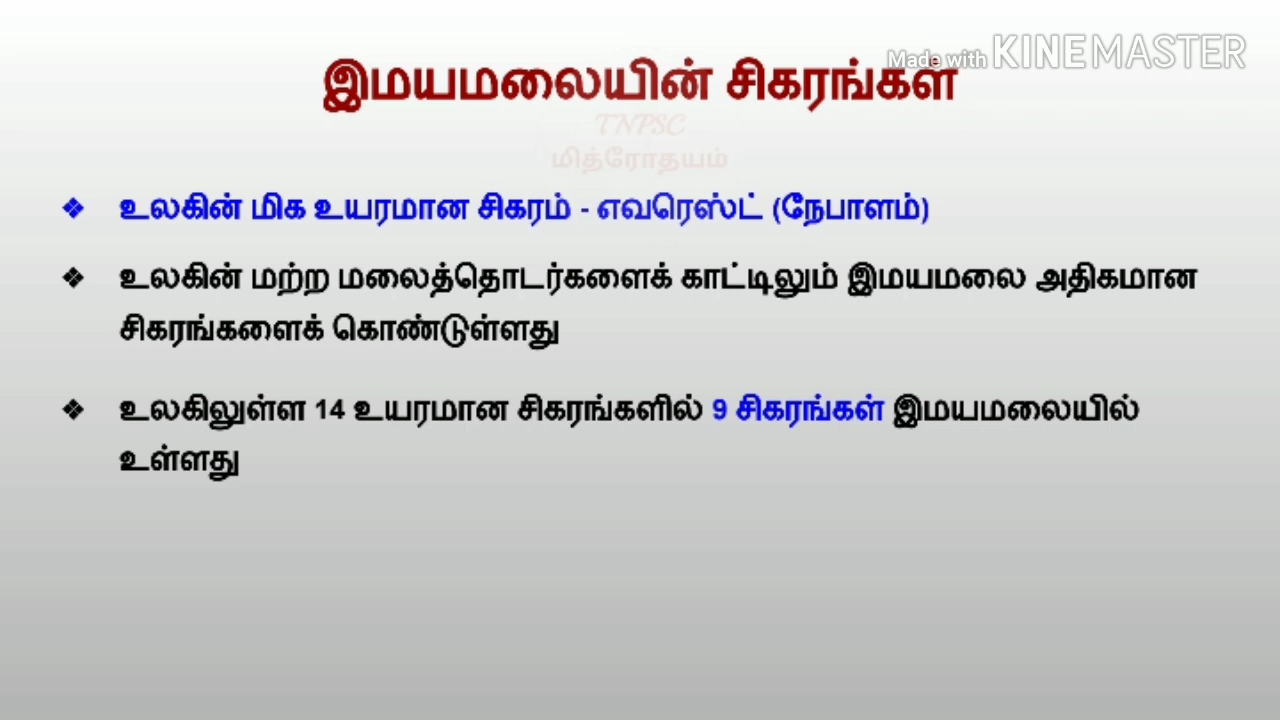 Made with KINEMASTER
இமயமலையின் சிகரங்கள்
TNPSC
மித்ரோதயம்
❖ உலகின் மிக உயரமான சிகரம் - எவரெஸ்ட் (நேபாளம்)
❖ உலகின் மற்ற மலைத்தொடர்களைக் காட்டிலும் இமயமலை அதிகமான
சிகரங்களைக் கொண்டுள்ளது
❖ உலகிலுள்ள 14 உயரமான சிகரங்களில் 9 சிகரங்கள் இமயமலையில்
உள்ளது